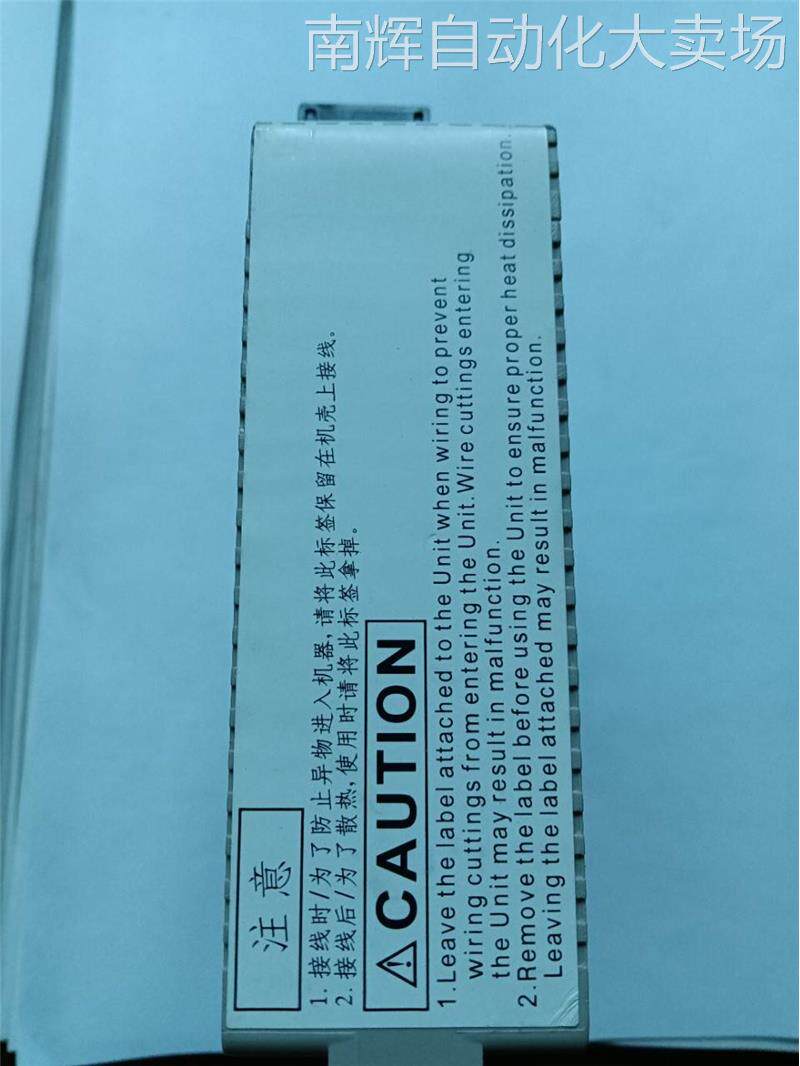 南辉自动化大卖场
注意
1. 接线时/为了防止异物进入机器,请将此标签保留在机壳上接线。
2. 接线后/为了散热,使用时请将此标签拿掉。
⚠CAUTION
1. Leave the label attached to the Unit when wiring to prevent
wiring cuttings from entering the Unit. Wire cuttings entering
the Unit may result in malfunction.
2. Remove the label before using the Unit to ensure proper heat dissipation.
Leaving the label attached may result in malfunction.